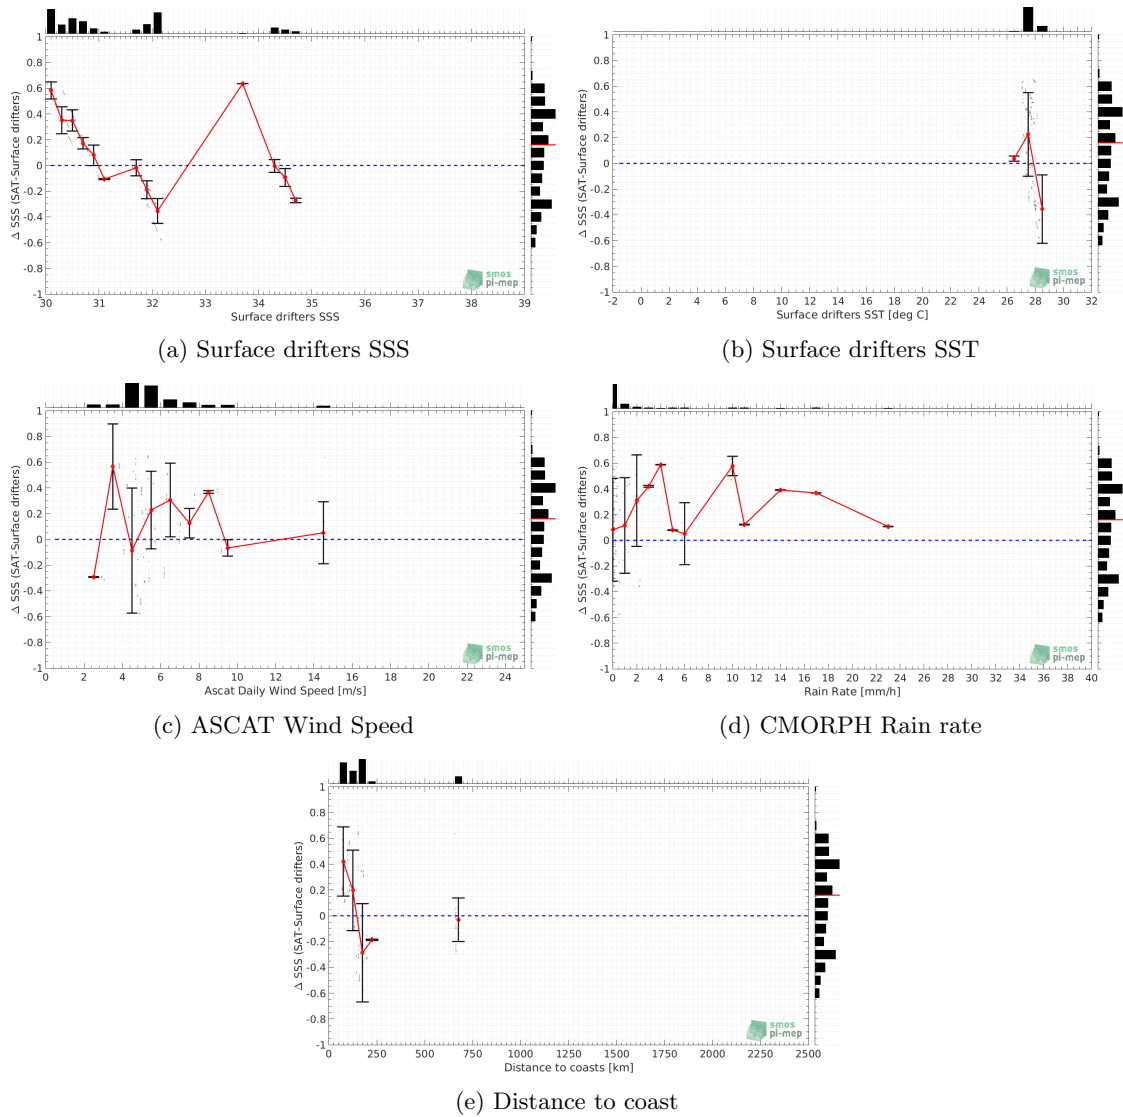 1
0.8
0.6
0.4
0.2
0
-0.2
-0.4
-0.6
-0.8
-1
Δ SSS (SAT-Surface drifters)
30 31 32 33 34 35 36 37 38 39
Surface drifters SSS
smos
pi-mep
(a) Surface drifters SSS
1
0.8
0.6
0.4
0.2
0
-0.2
-0.4
-0.6
-0.8
-1
Δ SSS (SAT-Surface drifters)
-2 0 2 4 6 8 10 12 14 16 18 20 22 24 26 28 30 32
Surface drifters SST [deg C]
smos
pi-mep
(b) Surface drifters SST
1
0.8
0.6
0.4
0.2
0
-0.2
-0.4
-0.6
-0.8
-1
Δ SSS (SAT-Surface drifters)
0 2 4 6 8 10 12 14 16 18 20 22 24
Ascat Daily Wind Speed [m/s]
smos
pi-mep
(c) ASCAT Wind Speed
1
0.8
0.6
0.4
0.2
0
-0.2
-0.4
-0.6
-0.8
-1
Δ SSS (SAT-Surface drifters)
0 2 4 6 8 10 12 14 16 18 20 22 24 26 28 30 32 34 36 38 40
Rain Rate [mm/h]
smos
pi-mep
(d) CMORPH Rain rate
1
0.8
0.6
0.4
0.2
0
-0.2
-0.4
-0.6
-0.8
-1
Δ SSS (SAT-Surface drifters)
0 250 500 750 1000 1250 1500 1750 2000 2250 2500
Distance to coasts [km]
smos
pi-mep
(e) Distance to coast